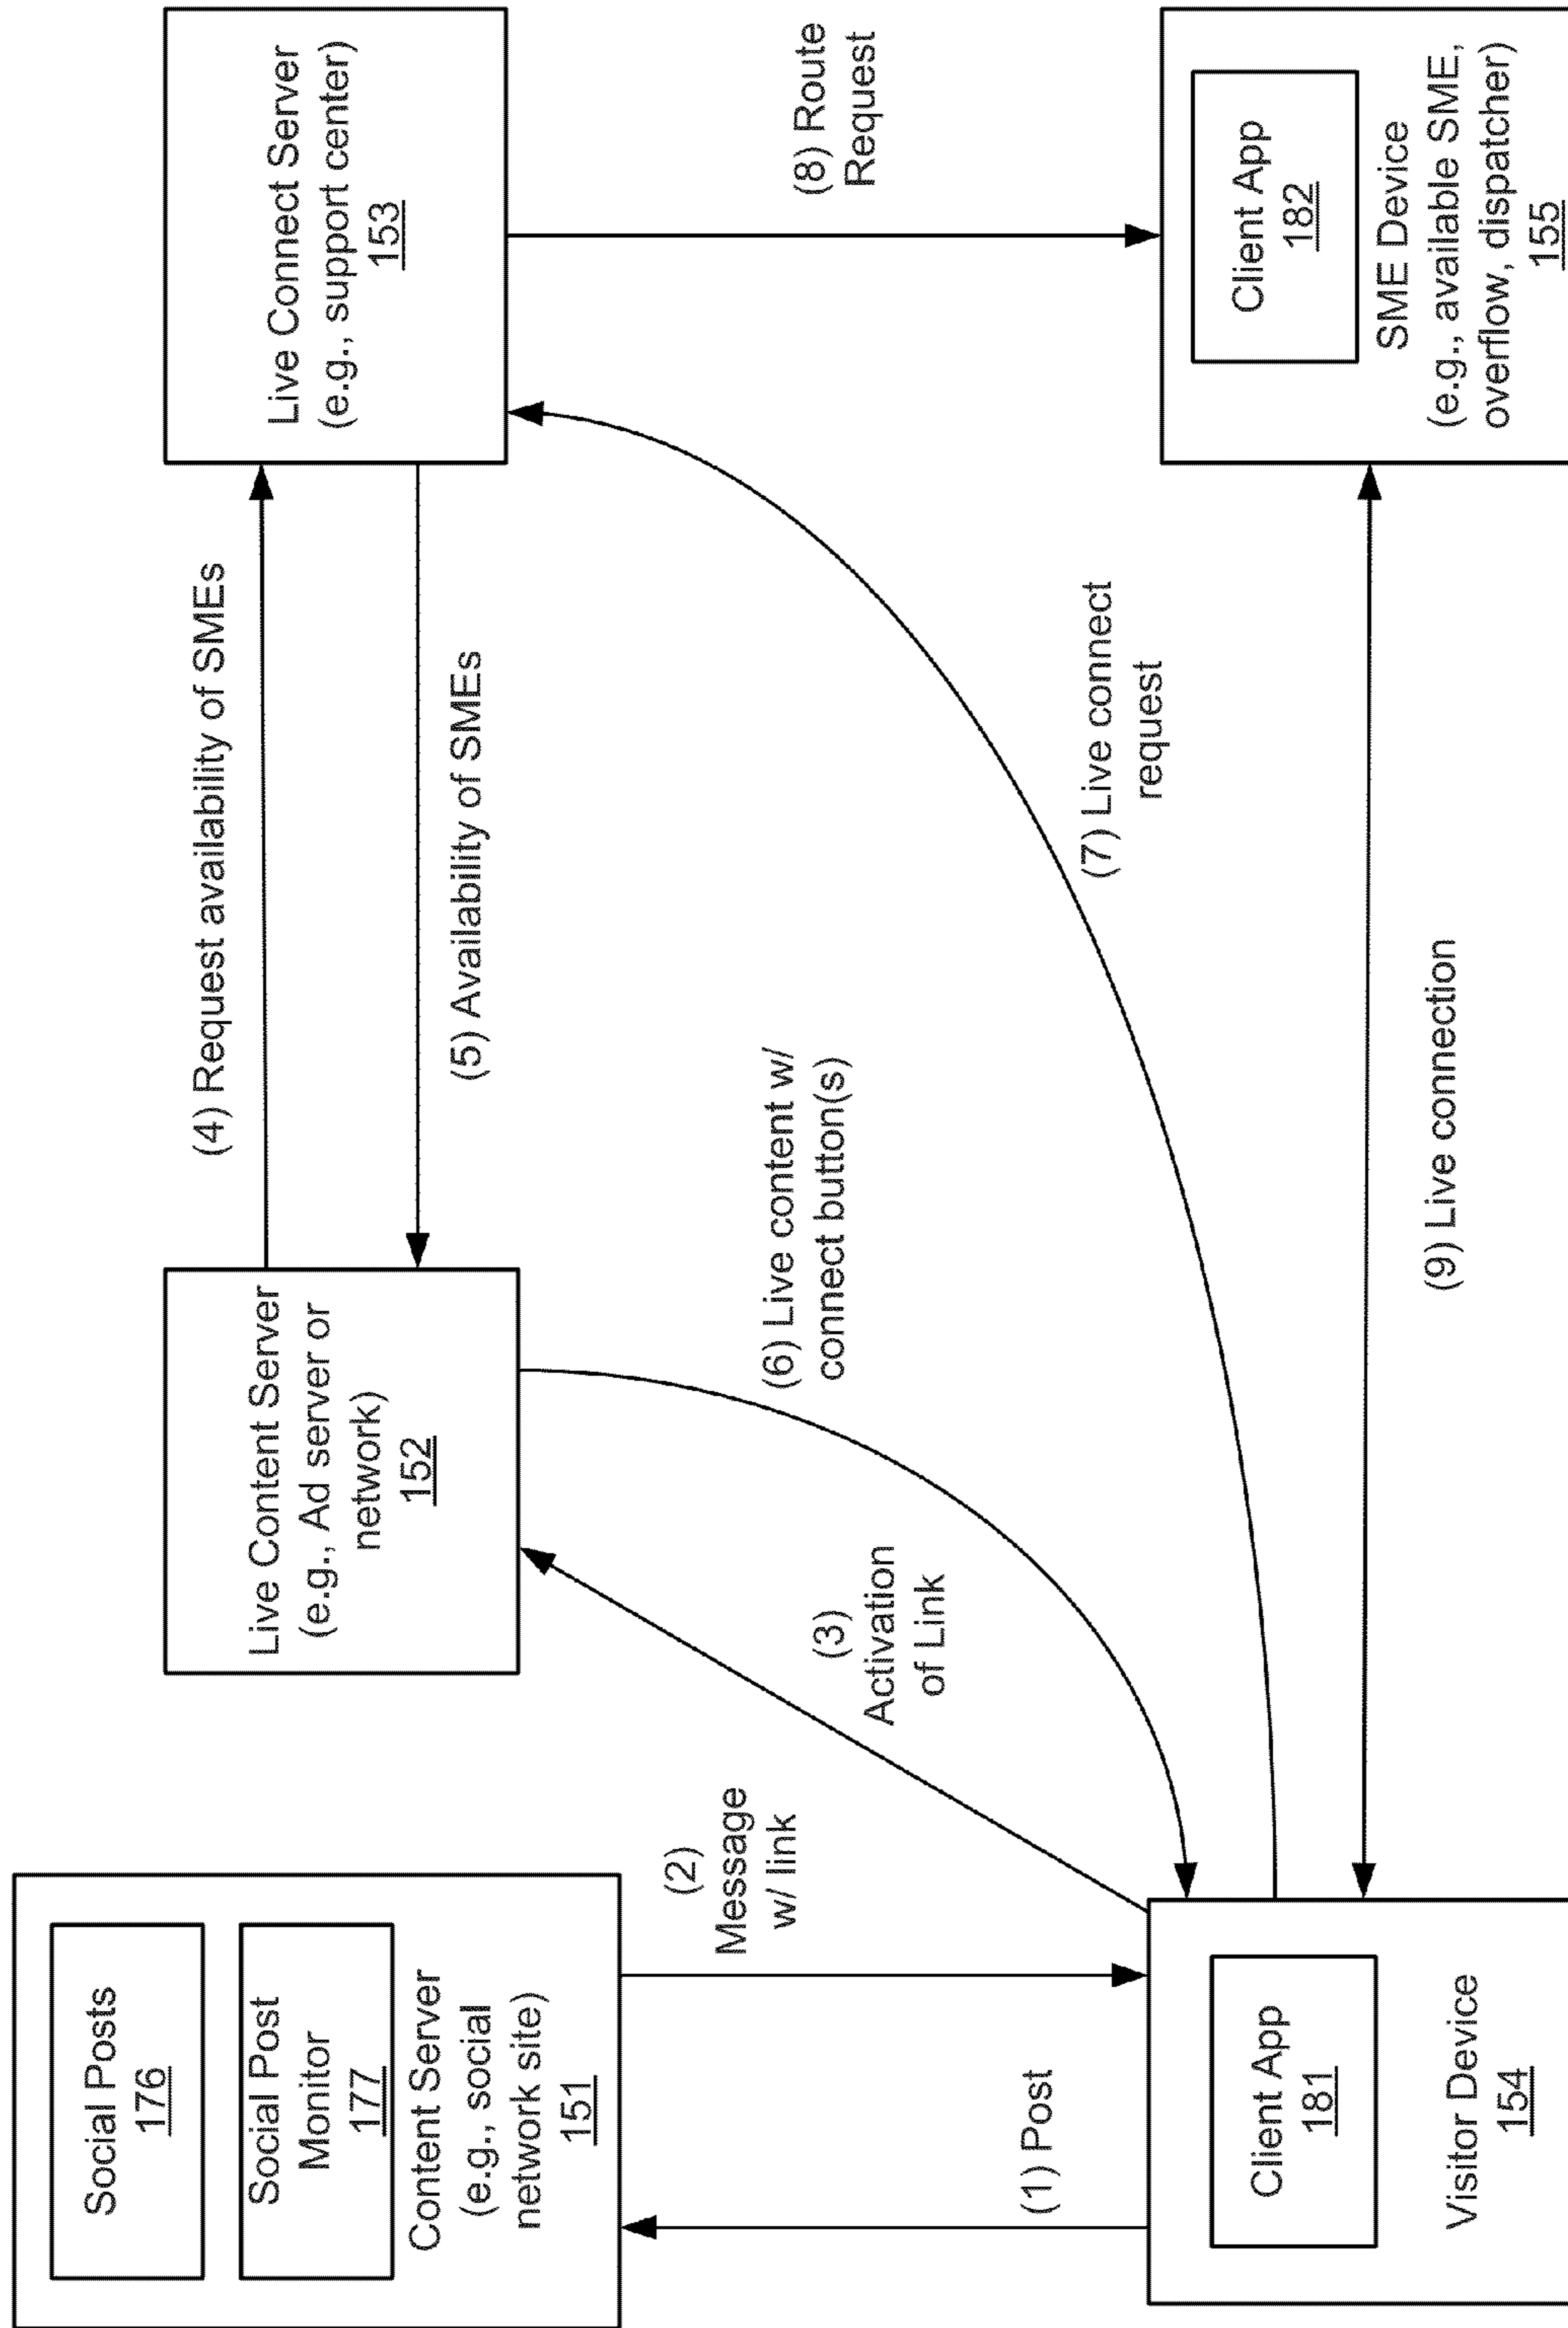 Social Posts
176
Social Post
Monitor
177
Content Server
(e.g., social
network site)
151
Live Content Server
(e.g., Ad server or
network)
152
Live Connect Server
(e.g., support center)
153
(4) Request availability of SMEs
(5) Availability of SMEs
(1) Post
(2)
Message
w/ link
(3)
Activation
of Link
(6) Live content w/
connect button(s)
(7) Live connect
request
(8) Route
Request
Client App
181
Visitor Device
154
(9) Live connection
Client App
182
SME Device
(e.g., available SME,
overflow, dispatcher)
155